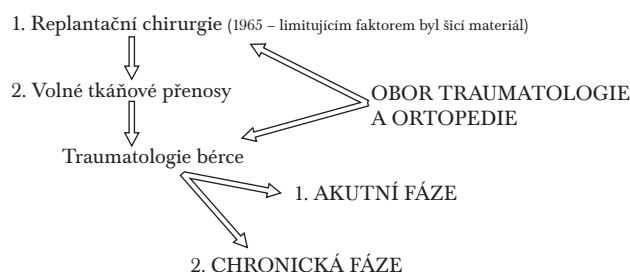 1. Replantační chirurgie (1965 – limitujícím faktorem byl šicí materiál)
2. Volné tkáňové přenosy
OBOR TRAUMATOLOGIE
A ORTOPEDIE
Traumatologie bérce
1. AKUTNÍ FÁZE
2. CHRONICKÁ FÁZE